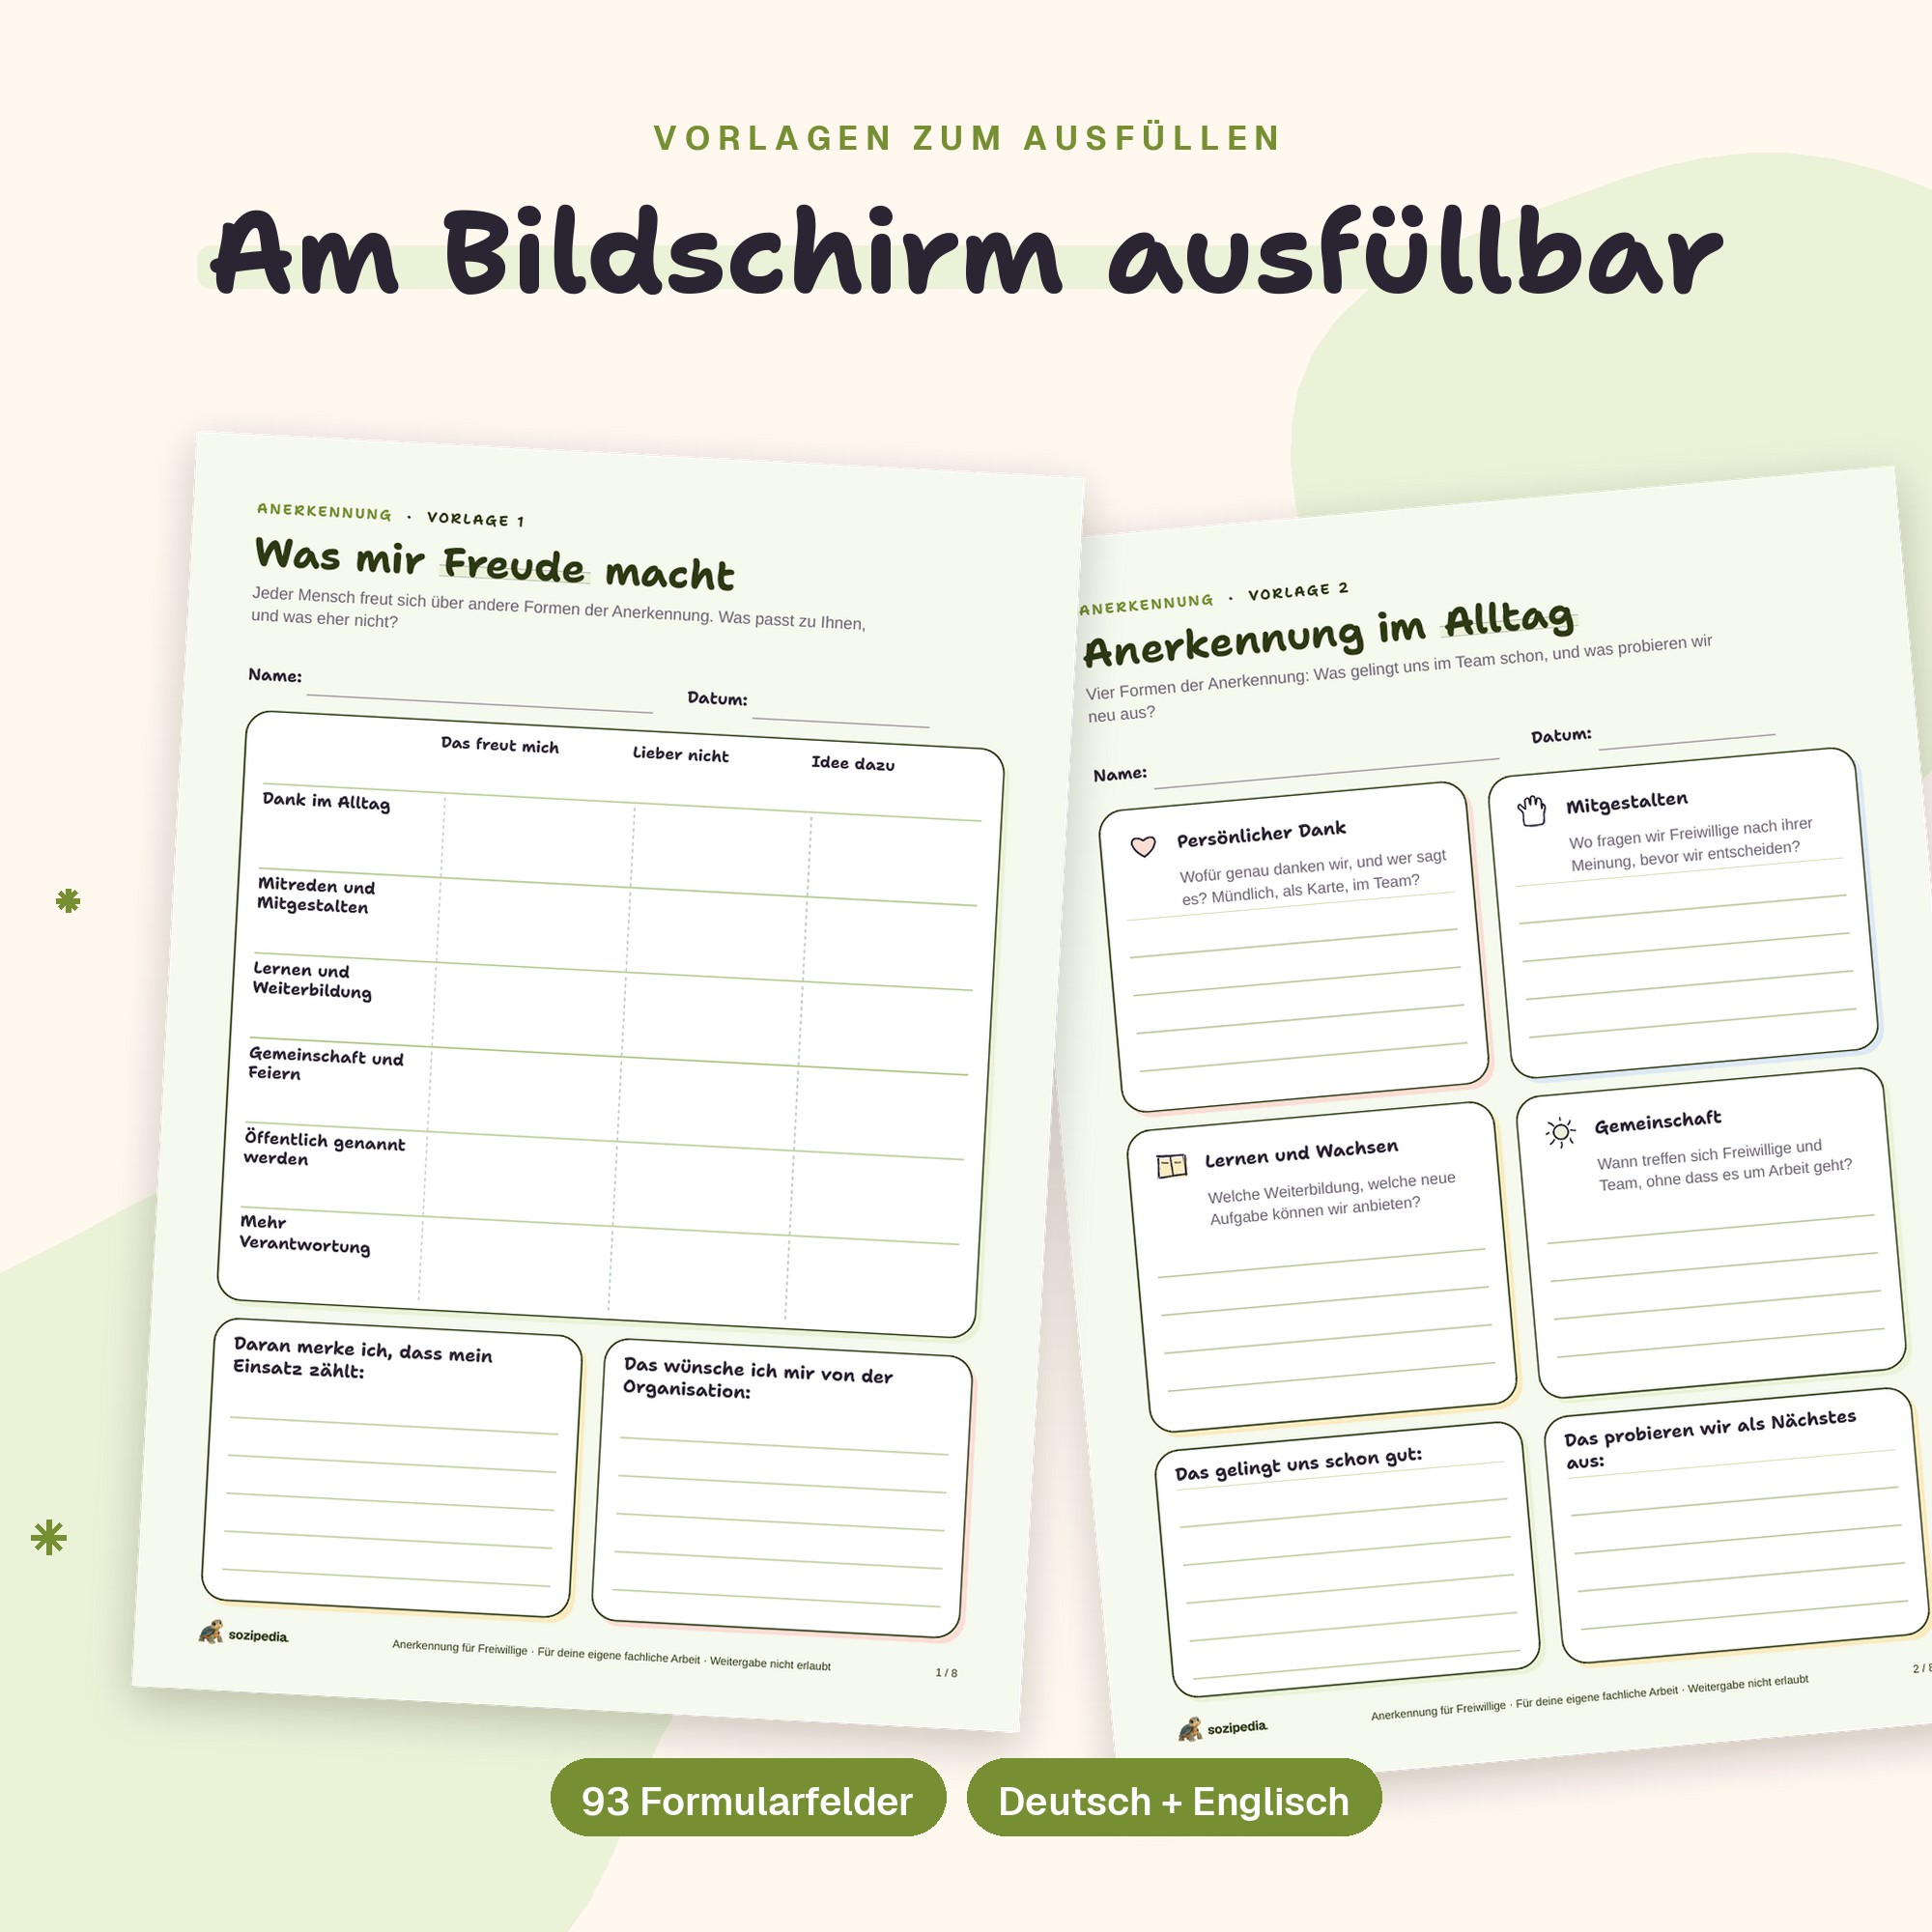 VORLAGEN ZUM AUSFÜLLEN
Am Bildschirm ausfüllbar
ANERKENNUNG · VORLAGE 1
Was mir Freude macht
Jeder Mensch freut sich über andere Formen der Anerkennung. Was passt zu Ihnen,
und was eher nicht?
Name:
Datum:
Das freut mich
Lieber nicht
Idee dazu
Dank im Alltag
Mitreden und
Mitgestalten
Lernen und
Weiterbildung
Gemeinschaft und
Feiern
Öffentlich genannt
werden
Mehr
Verantwortung
Daran merke ich, dass mein
Einsatz zählt:
Das wünsche ich mir von der
Organisation:
sozipedia.
Anerkennung für Freiwillige · Für deine eigene fachliche Arbeit · Weitergabe nicht erlaubt
1 / 8
ANERKENNUNG · VORLAGE 2
Anerkennung im Alltag
Vier Formen der Anerkennung: Was gelingt uns im Team schon, und was probieren wir
neu aus?
Name:
Datum:
Persönlicher Dank
Wofür genau danken wir, und wer sagt
es? Mündlich, als Karte, im Team?
Mitgestalten
Wo fragen wir Freiwillige nach ihrer
Meinung, bevor wir entscheiden?
Lernen und Wachsen
Welche Weiterbildung, welche neue
Aufgabe können wir anbieten?
Gemeinschaft
Wann treffen sich Freiwillige und
Team, ohne dass es um Arbeit geht?
Das gelingt uns schon gut:
Das probieren wir als Nächstes
aus:
sozipedia.
Anerkennung für Freiwillige · Für deine eigene fachliche Arbeit · Weitergabe nicht erlaubt
2 / 8
93 Formularfelder
Deutsch + Englisch